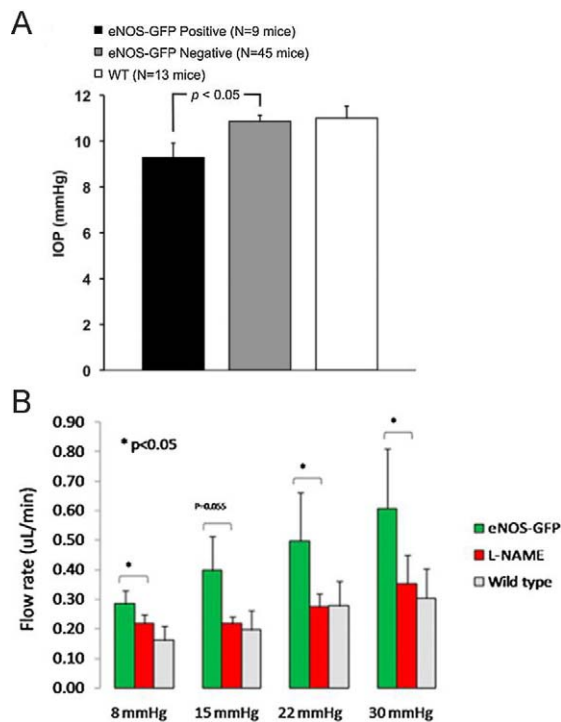 A
eNOS-GFP Positive (N=9 mice)
eNOS-GFP Negative (N=45 mice)
WT (N=13 mice)
p < 0.05
12
10
8
6
4
2
0
IOP (mmHg)
B
0.90
0.80
0.70
0.60
0.50
0.40
0.30
0.20
0.10
0.00
Flow rate (uL/min)
* p<0.05
*
P=0.055
*
*
eNOS-GFP
L-NAME
Wild type
8 mmHg 15 mmHg 22 mmHg 30 mmHg